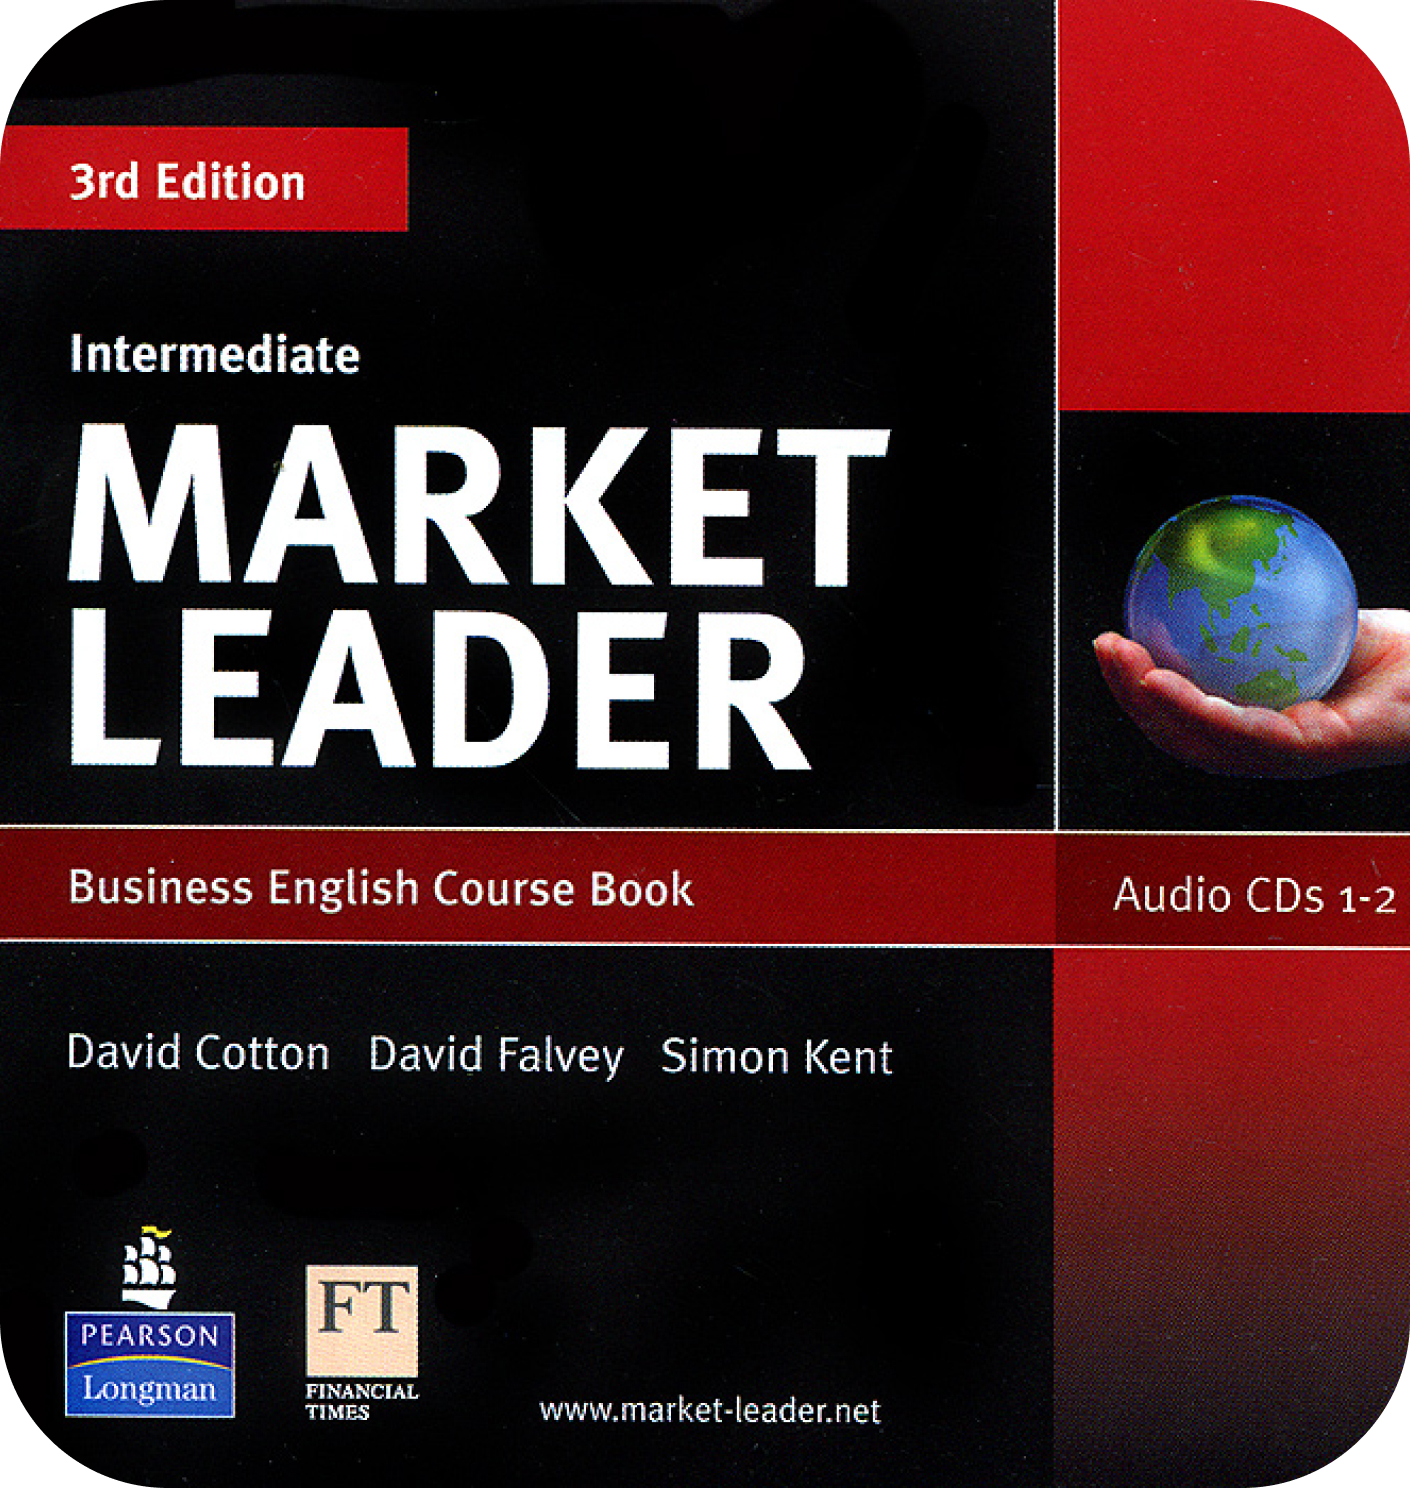 3rd Edition
Intermediate
MARKET
LEADER
Business English Course Book
Audio CDs 1-2
David Cotton David Falvey Simon Kent
PEARSON
Longman
FT
FINANCIAL
TIMES
www.market-leader.net